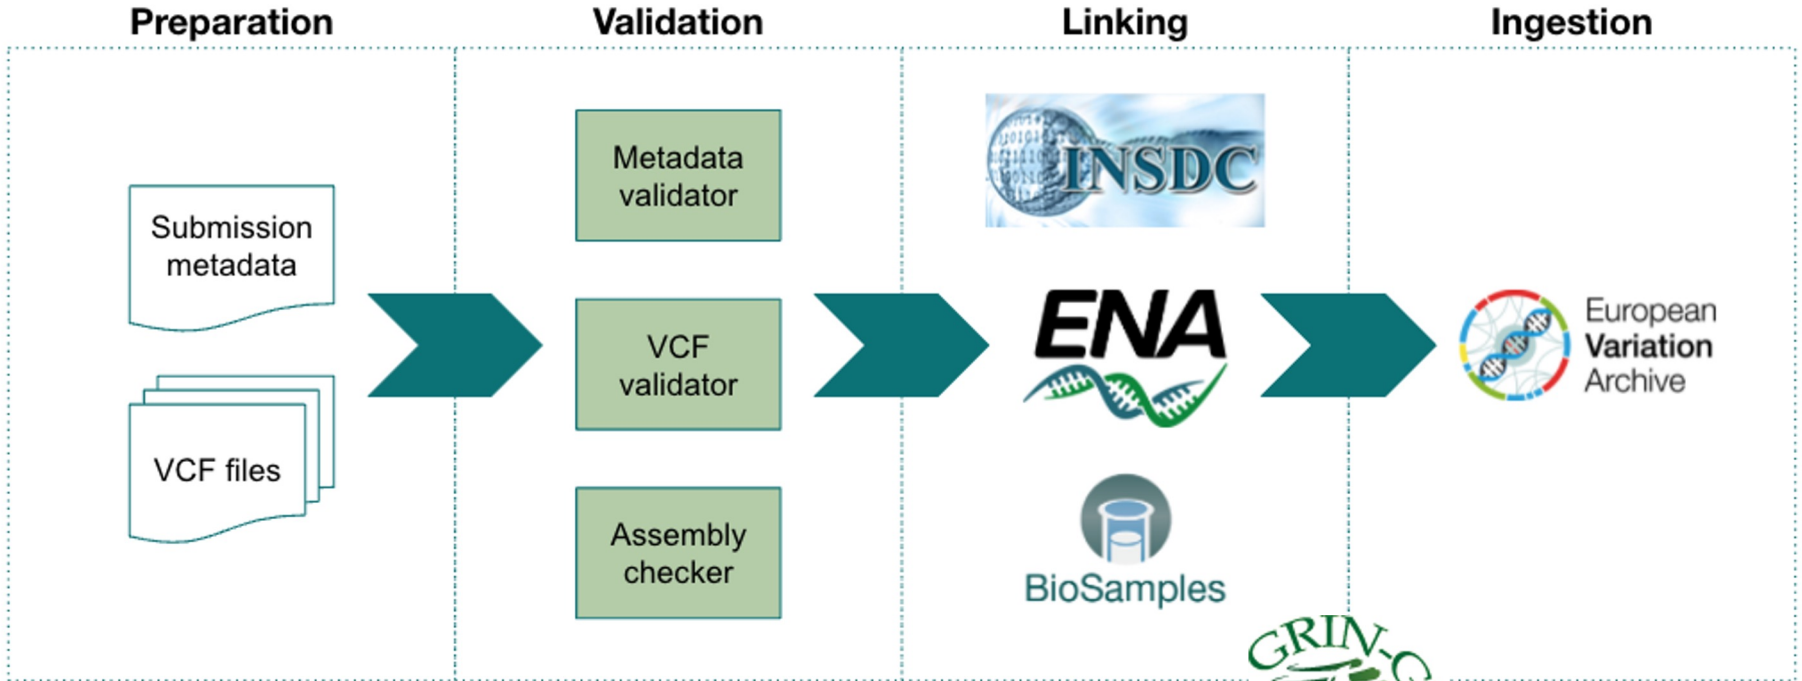 Preparation
Validation
Linking
Ingestion
Submission
metadata
VCF files
Metadata
validator
VCF
validator
Assembly
checker
INSDC
ENA
BioSamples
European
Variation
Archive